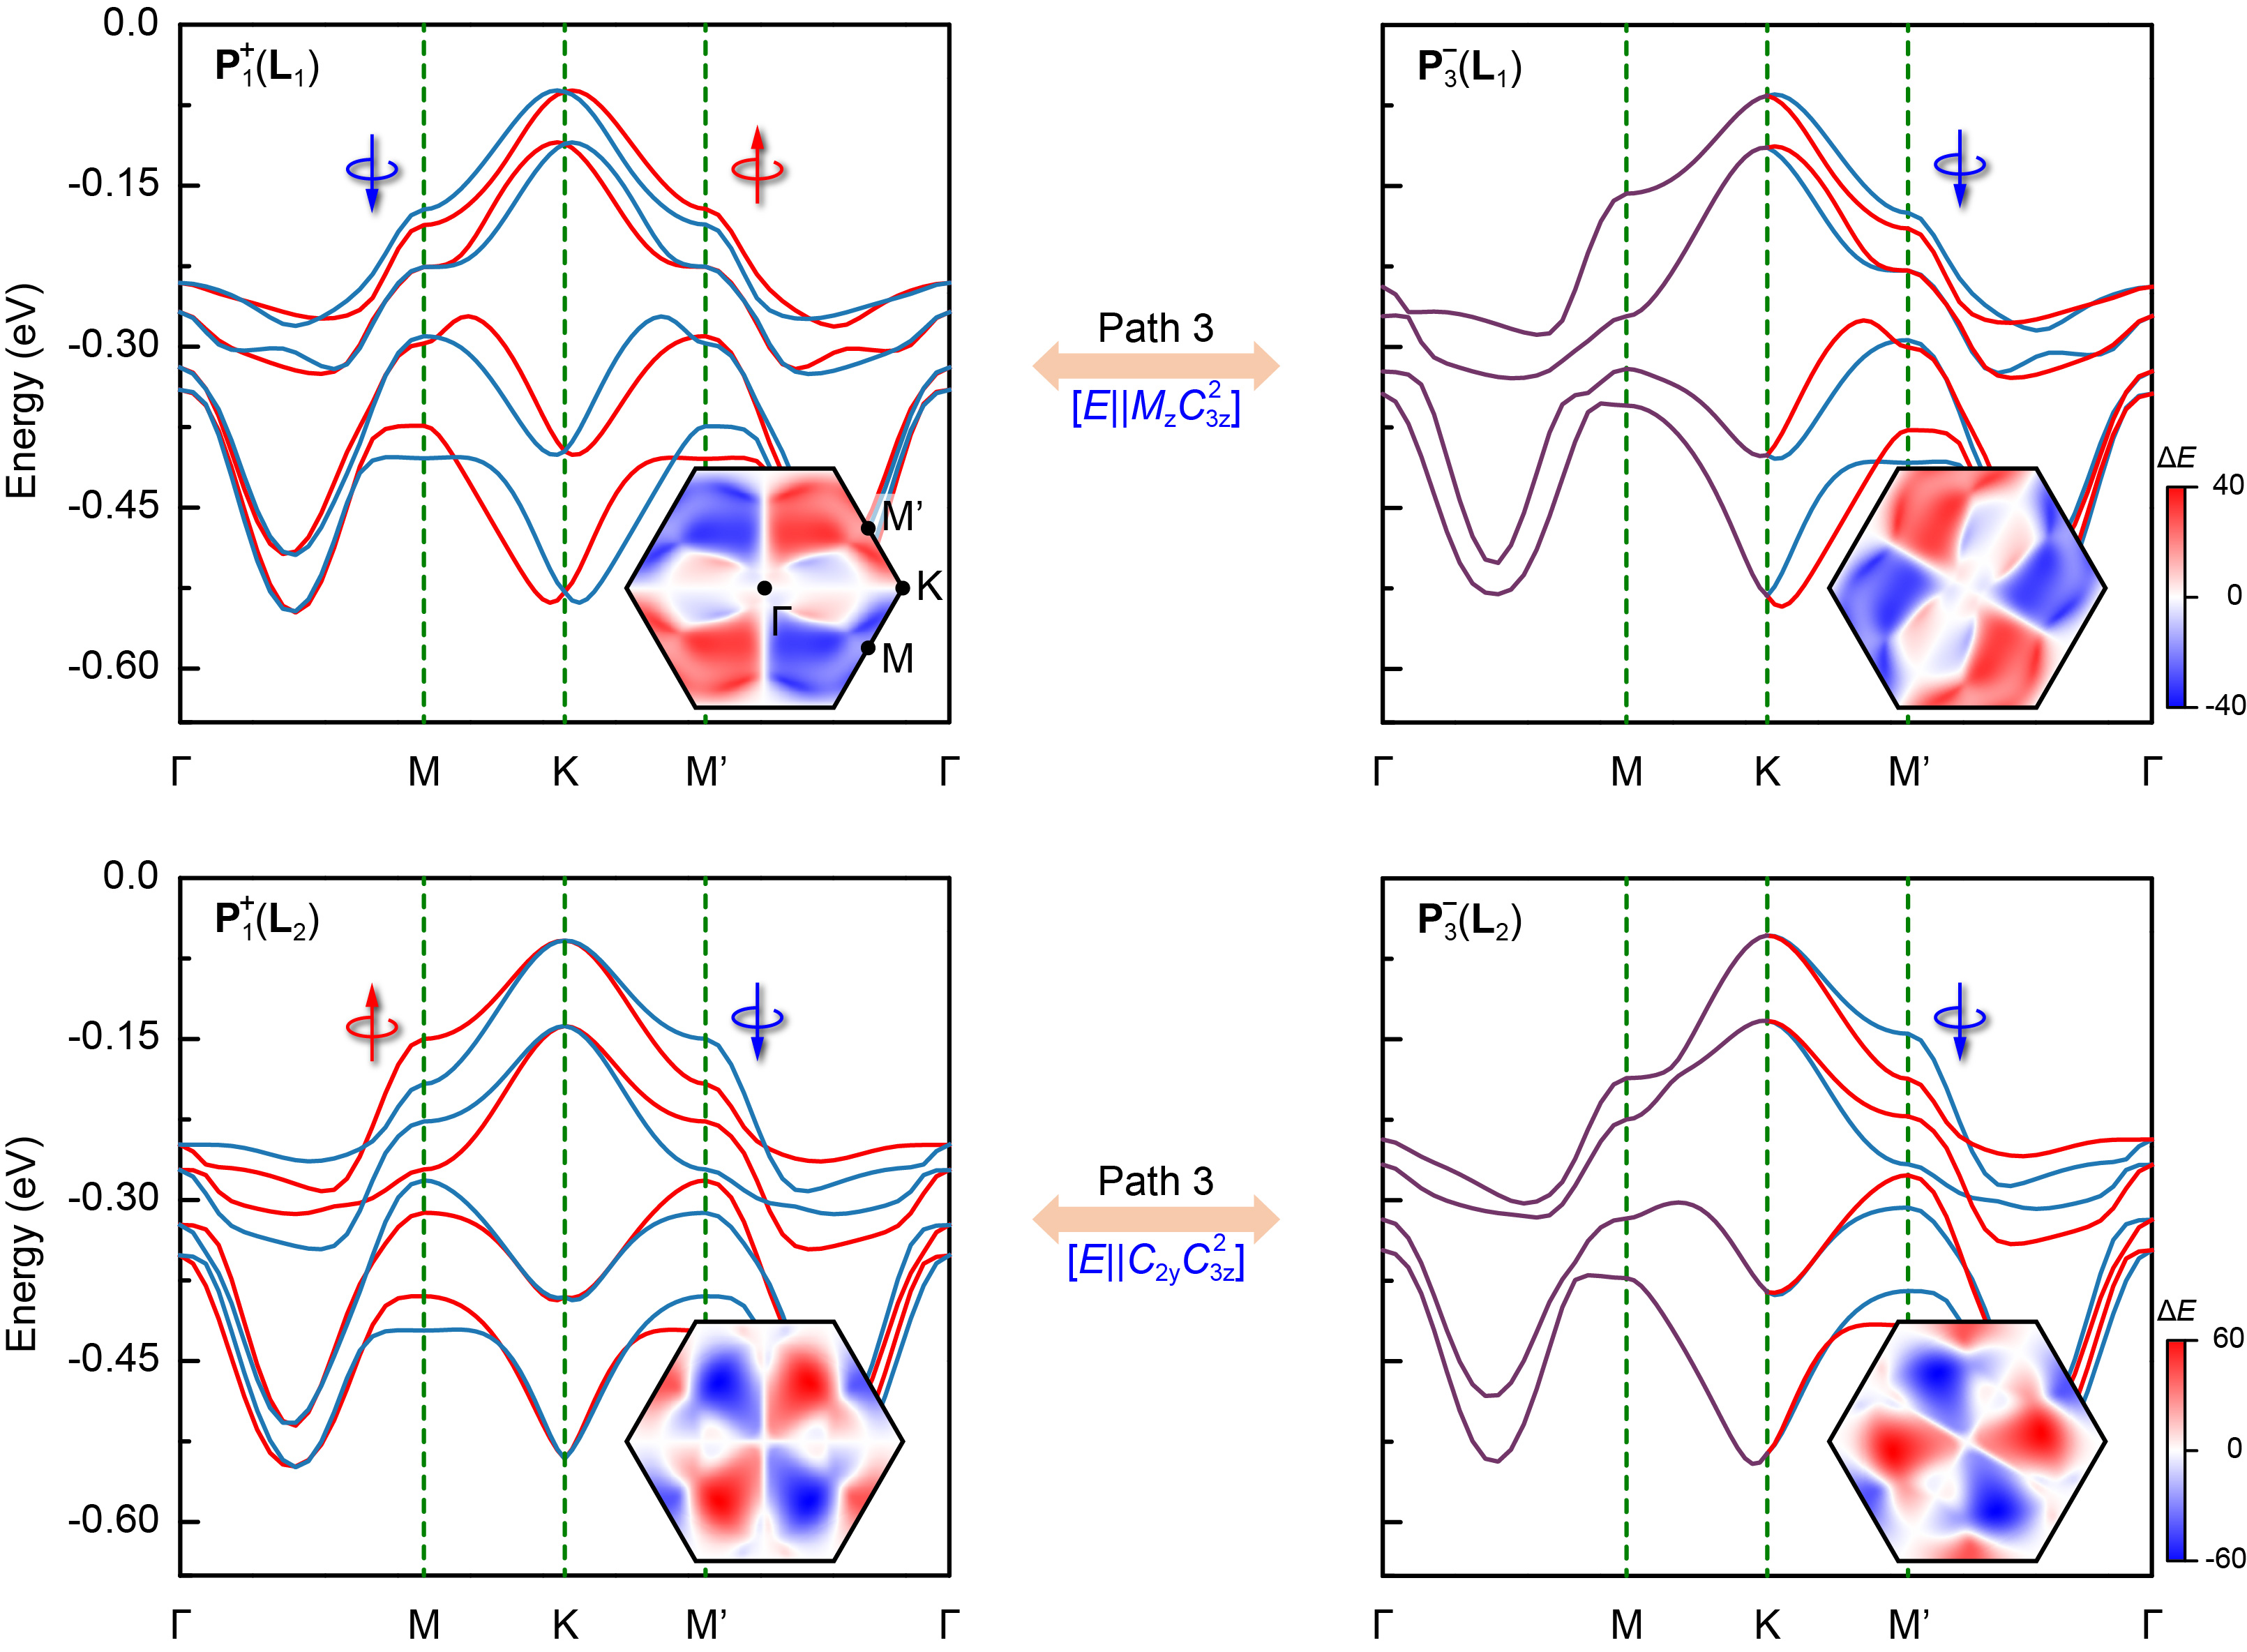 P₁⁺(L₁)
0.0
-0.15
-0.30
-0.45
-0.60
Energy (eV)
Γ M K M’ Γ
M’
K
Γ
M
Path 3
[E||M_zC²₃z]
P₃⁻(L₁)
Γ M K M’ Γ
ΔE
40
0
-40
P₁⁺(L₂)
0.0
-0.15
-0.30
-0.45
-0.60
Energy (eV)
Γ M K M’ Γ
Path 3
[E||C₂yC²₃z]
P₃⁻(L₂)
Γ M K M’ Γ
ΔE
60
0
-60